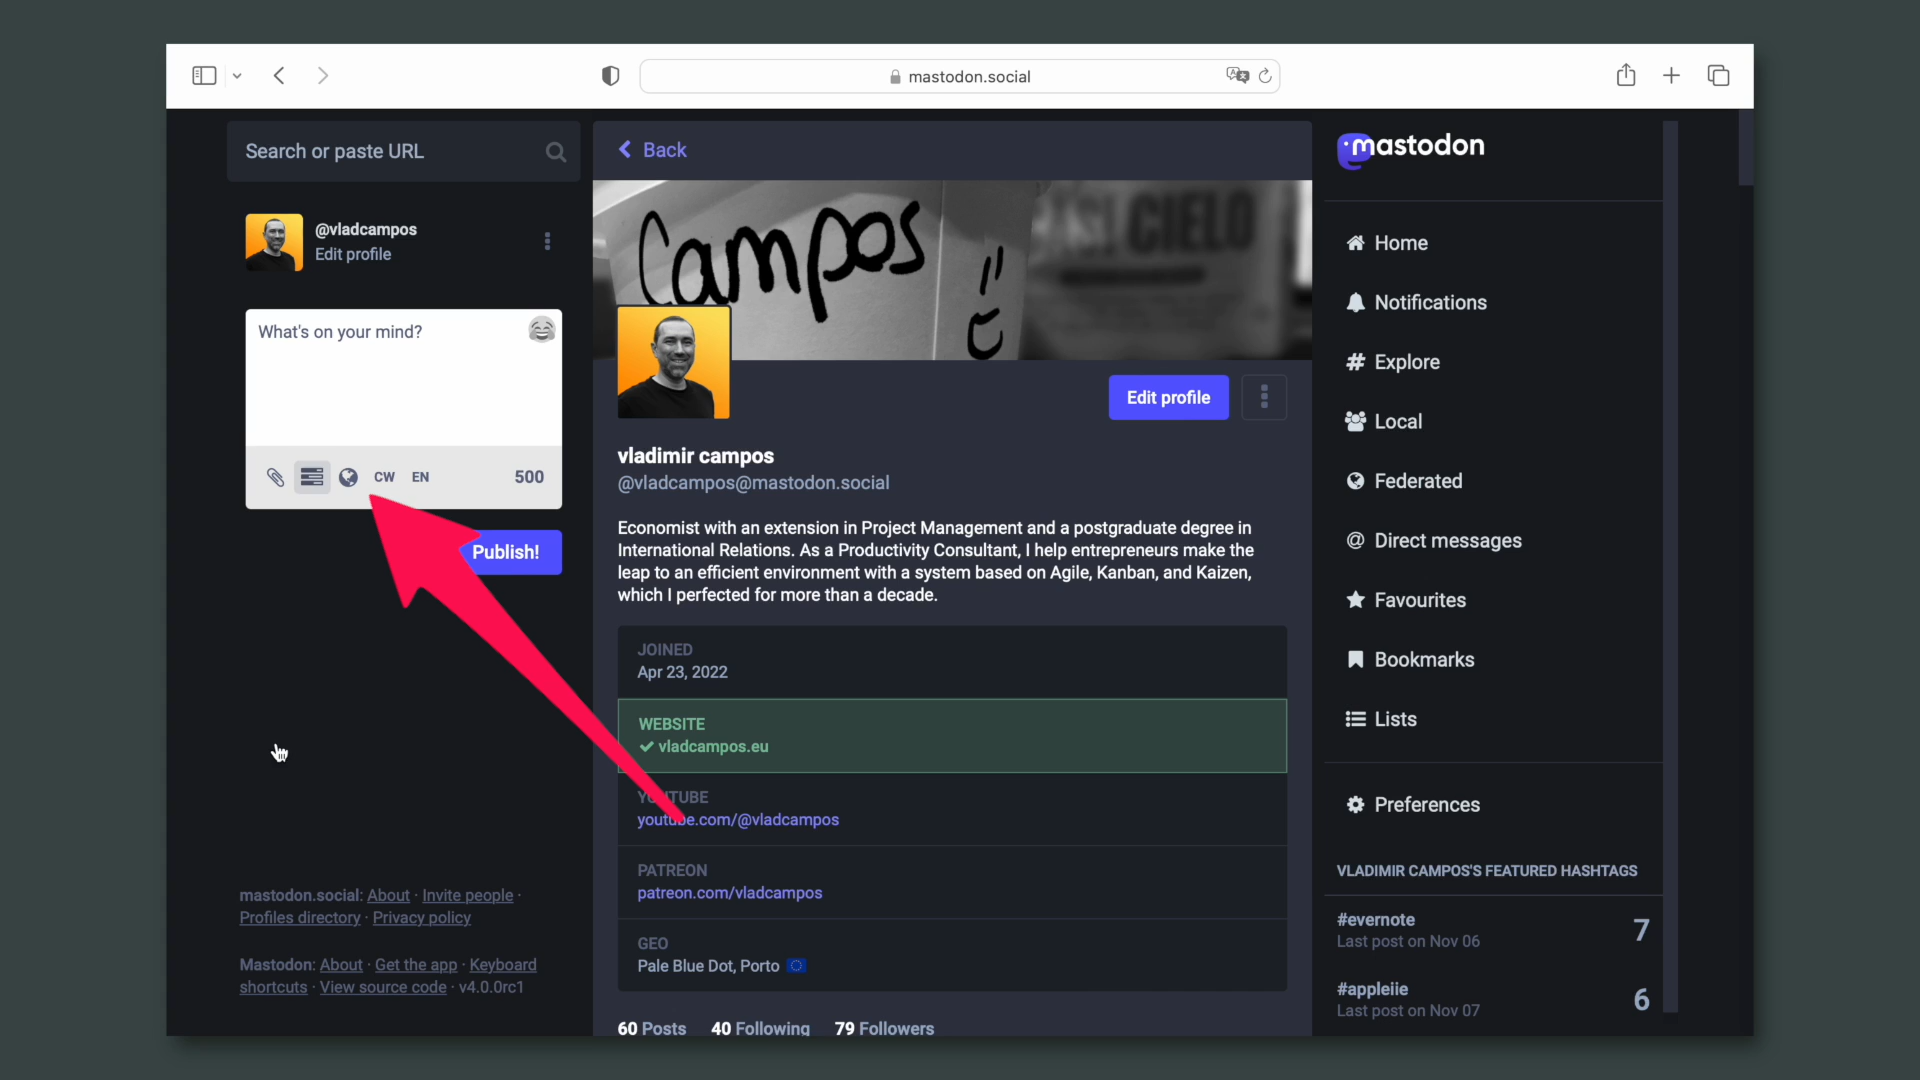 mastodon.social
Search or paste URL
@vladcampos
Edit profile
What's on your mind?
CW
EN
500
Publish!
mastodon.social: About · Invite people ·
Profiles directory · Privacy policy
Mastodon: About · Get the app · Keyboard
shortcuts · View source code · v4.0.0rc1
Back
Campos
CIELO
Edit profile
vladimir campos
@vladcampos@mastodon.social
Economist with an extension in Project Management and a postgraduate degree in
International Relations. As a Productivity Consultant, I help entrepreneurs make the
leap to an efficient environment with a system based on Agile, Kanban, and Kaizen,
which I perfected for more than a decade.
JOINED
Apr 23, 2022
WEBSITE
vladcampos.eu
YOUTUBE
youtube.com/@vladcampos
PATREON
patreon.com/vladcampos
GEO
Pale Blue Dot, Porto
60 Posts 40 Following 79 Followers
mastodon
Home
Notifications
Explore
Local
Federated
Direct messages
Favourites
Bookmarks
Lists
Preferences
VLADIMIR CAMPOS'S FEATURED HASHTAGS
#evernote
Last post on Nov 06
7
#appleiie
Last post on Nov 07
6